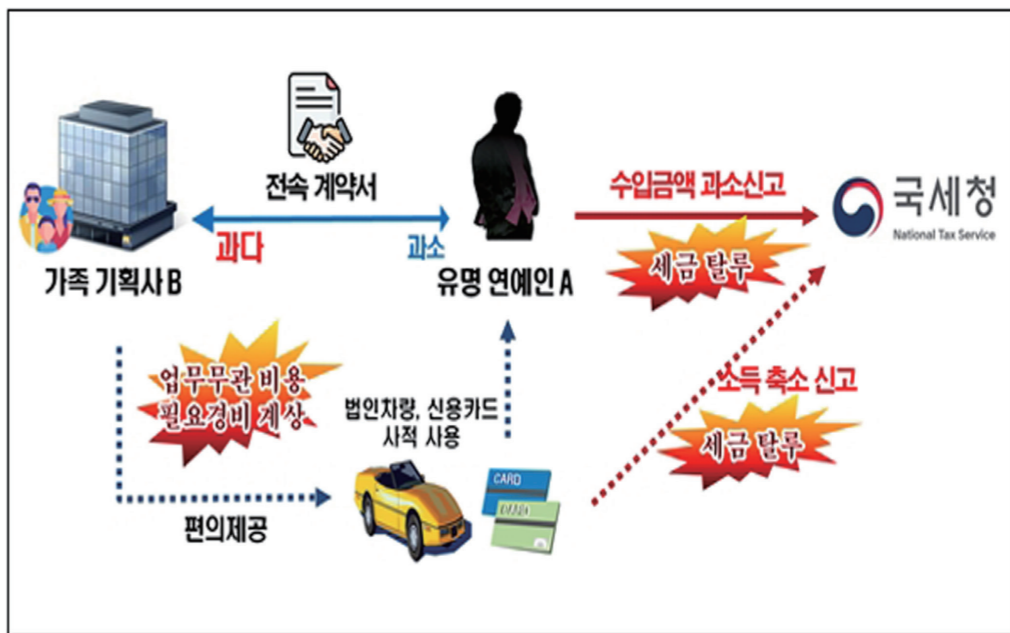 전속 계약서
과다
과소
가족 기획사 B
유명 연예인 A
수입금액 과소신고
세금 탈루
국세청
National Tax Service
업무무관 비용
필요경비 계상
법인차량, 신용카드
사적 사용
편의제공
CARD
소득 축소 신고
세금 탈루